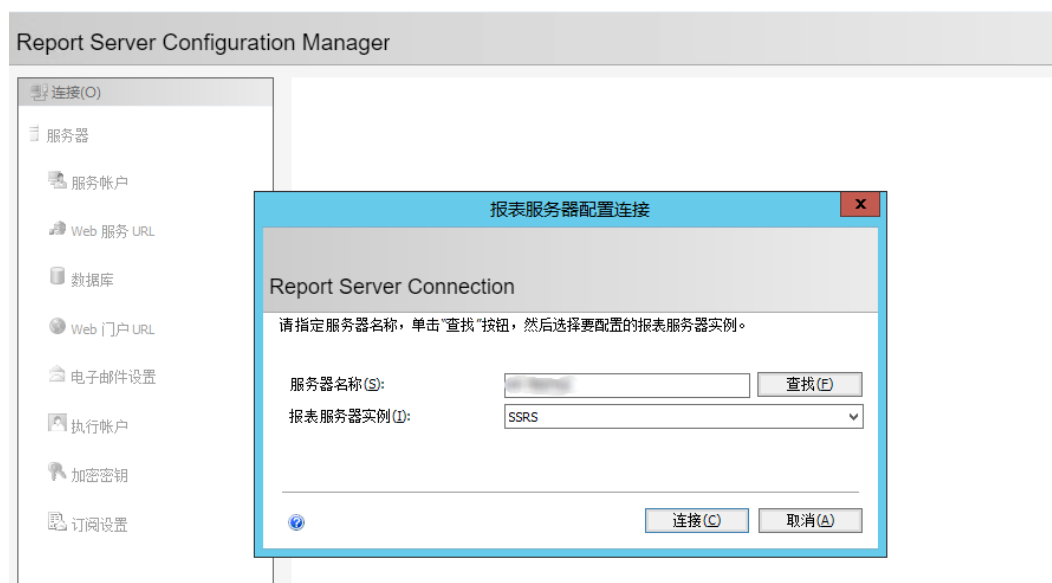 Report Server Configuration Manager
连接(O)
服务器
服务帐户
Web 服务 URL
数据库
Web 门户 URL
电子邮件设置
执行帐户
加密密钥
订阅设置
报表服务器配置连接
x
Report Server Connection
请指定服务器名称，单击"查找"按钮，然后选择要配置的报表服务器实例。
服务器名称(S):
查找(F)
报表服务器实例(I):
SSRS
连接(C)
取消(A)